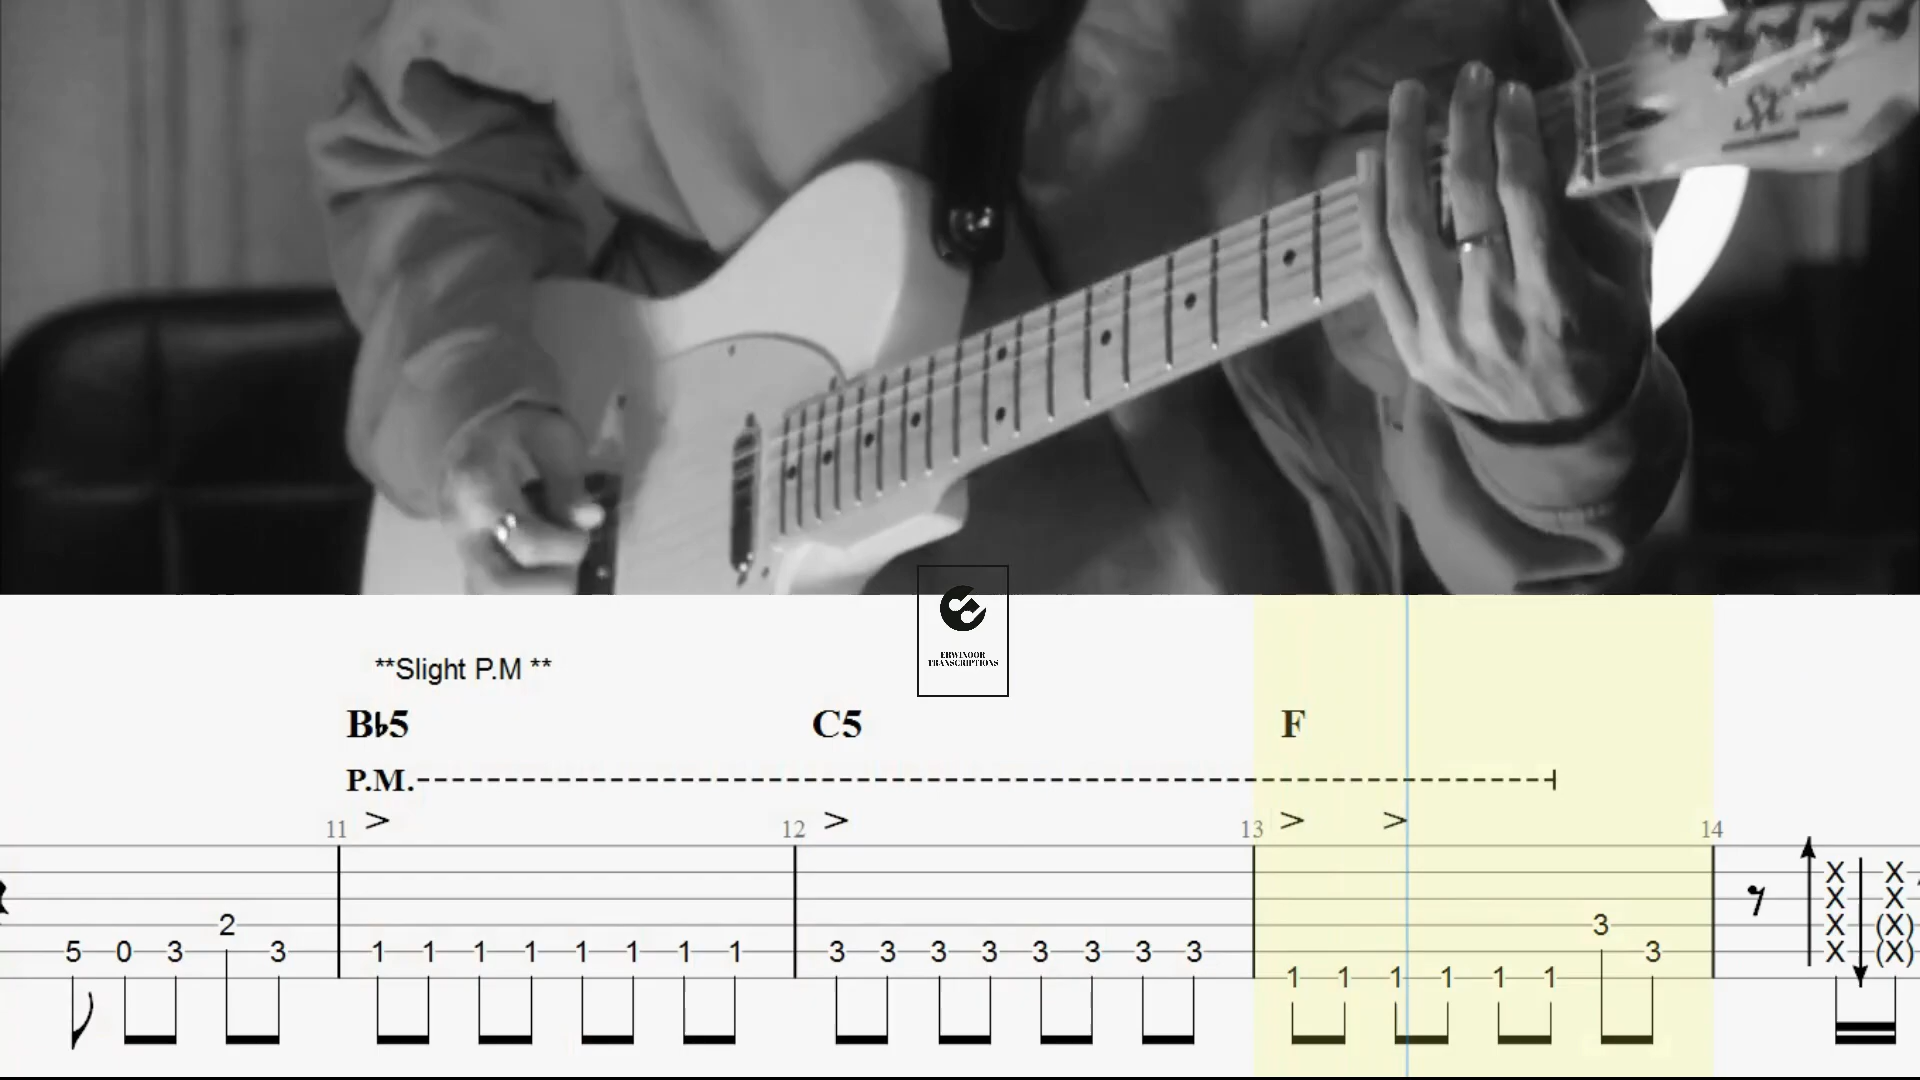 Sx
ERWINOOR
TRANSCRIPTIONS
**Slight P.M **
B♭5 C5 F
P.M.
11 > 12 > 13 > > 14
X X
X X
2 3 X (X)
5 0 3 3 1 1 1 1 1 1 1 1 3 3 3 3 3 3 3 3 3 X (X)
1 1 1 1 1 1